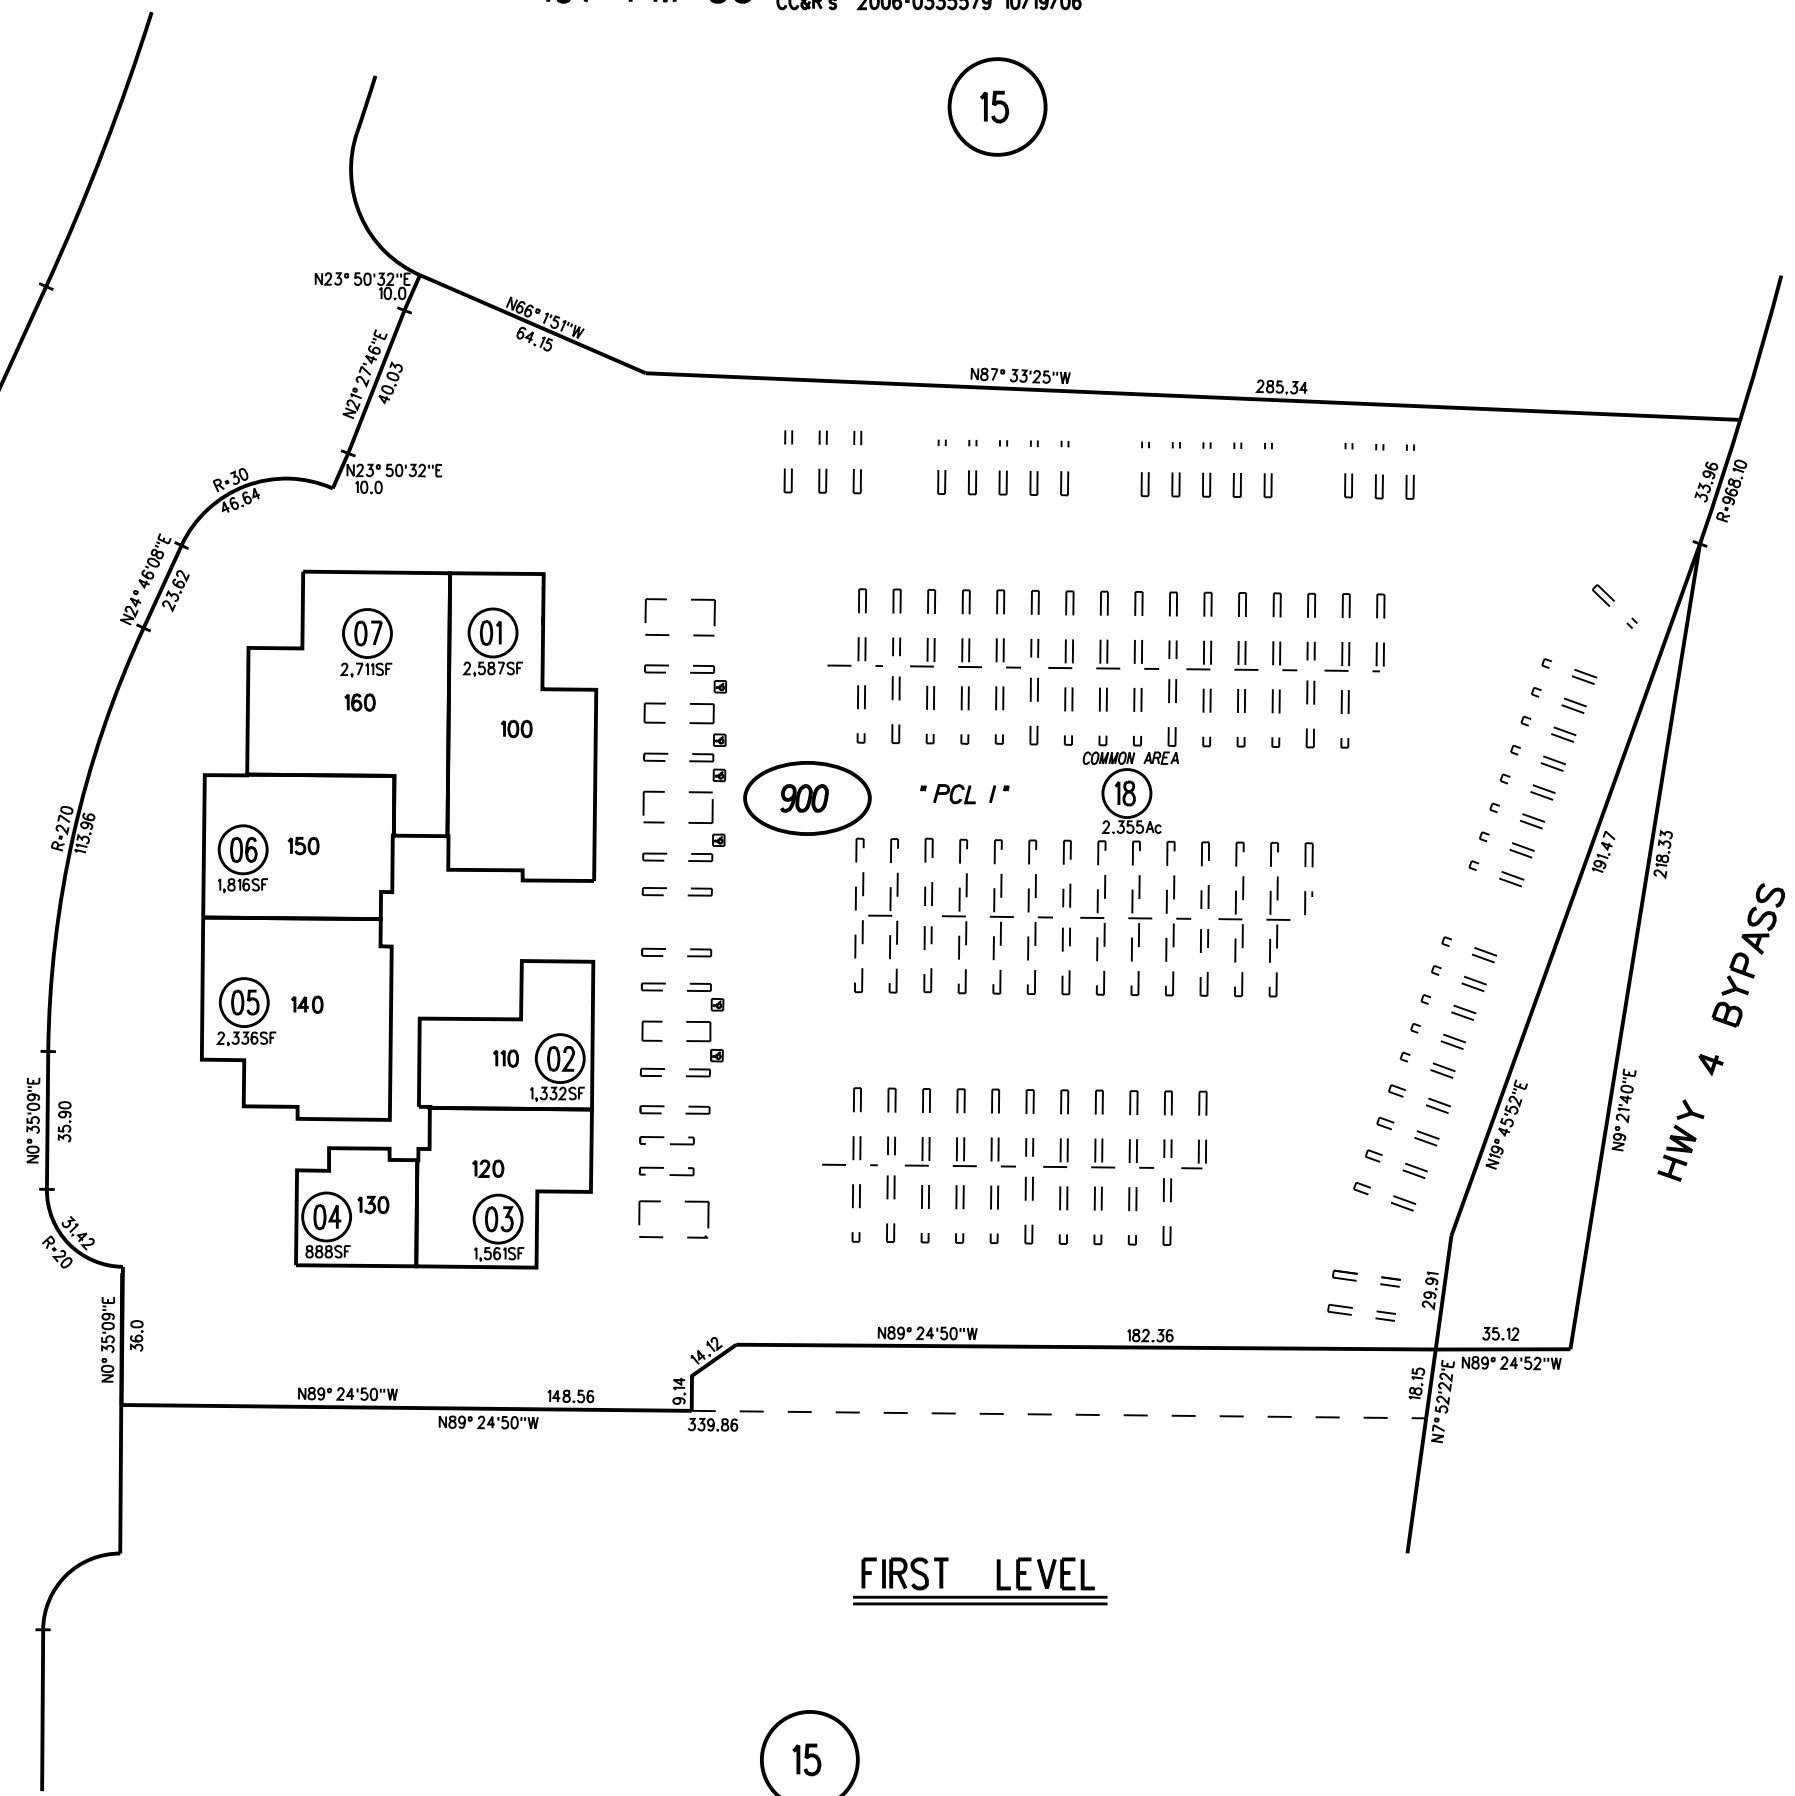 CC&R's 2006-0335579 10/19/06
15
N23° 50'32"E
10.0
N66° 1'51"W
64.15
N21° 27'46"E
40.03
N87° 33'25"W
285.34
N23° 50'32"E
10.0
R=30
46.64
33.96
R=968.10
N24° 46'08"E
23.62
07
2,711SF
160
01
2,587SF
100
COMMON AREA
900
"PCL 1"
18
2.355Ac
R=270
113.96
06
1,816SF
150
191.47
218.33
05
2,336SF
140
HWY 4 BYPASS
110
02
1,332SF
N0° 35'09"E
35.90
N19° 45'52"E
N9° 21'40"E
120
04
888SF
130
03
1,561SF
31.42
R=20
29.91
N0° 35'09"E
36.0
14.12
N89° 24'50"W
182.36
35.12
N89° 24'52"W
9.14
18.15
N7° 52'22"E
N89° 24'50"W
148.56
N89° 24'50"W
339.86
FIRST LEVEL
15